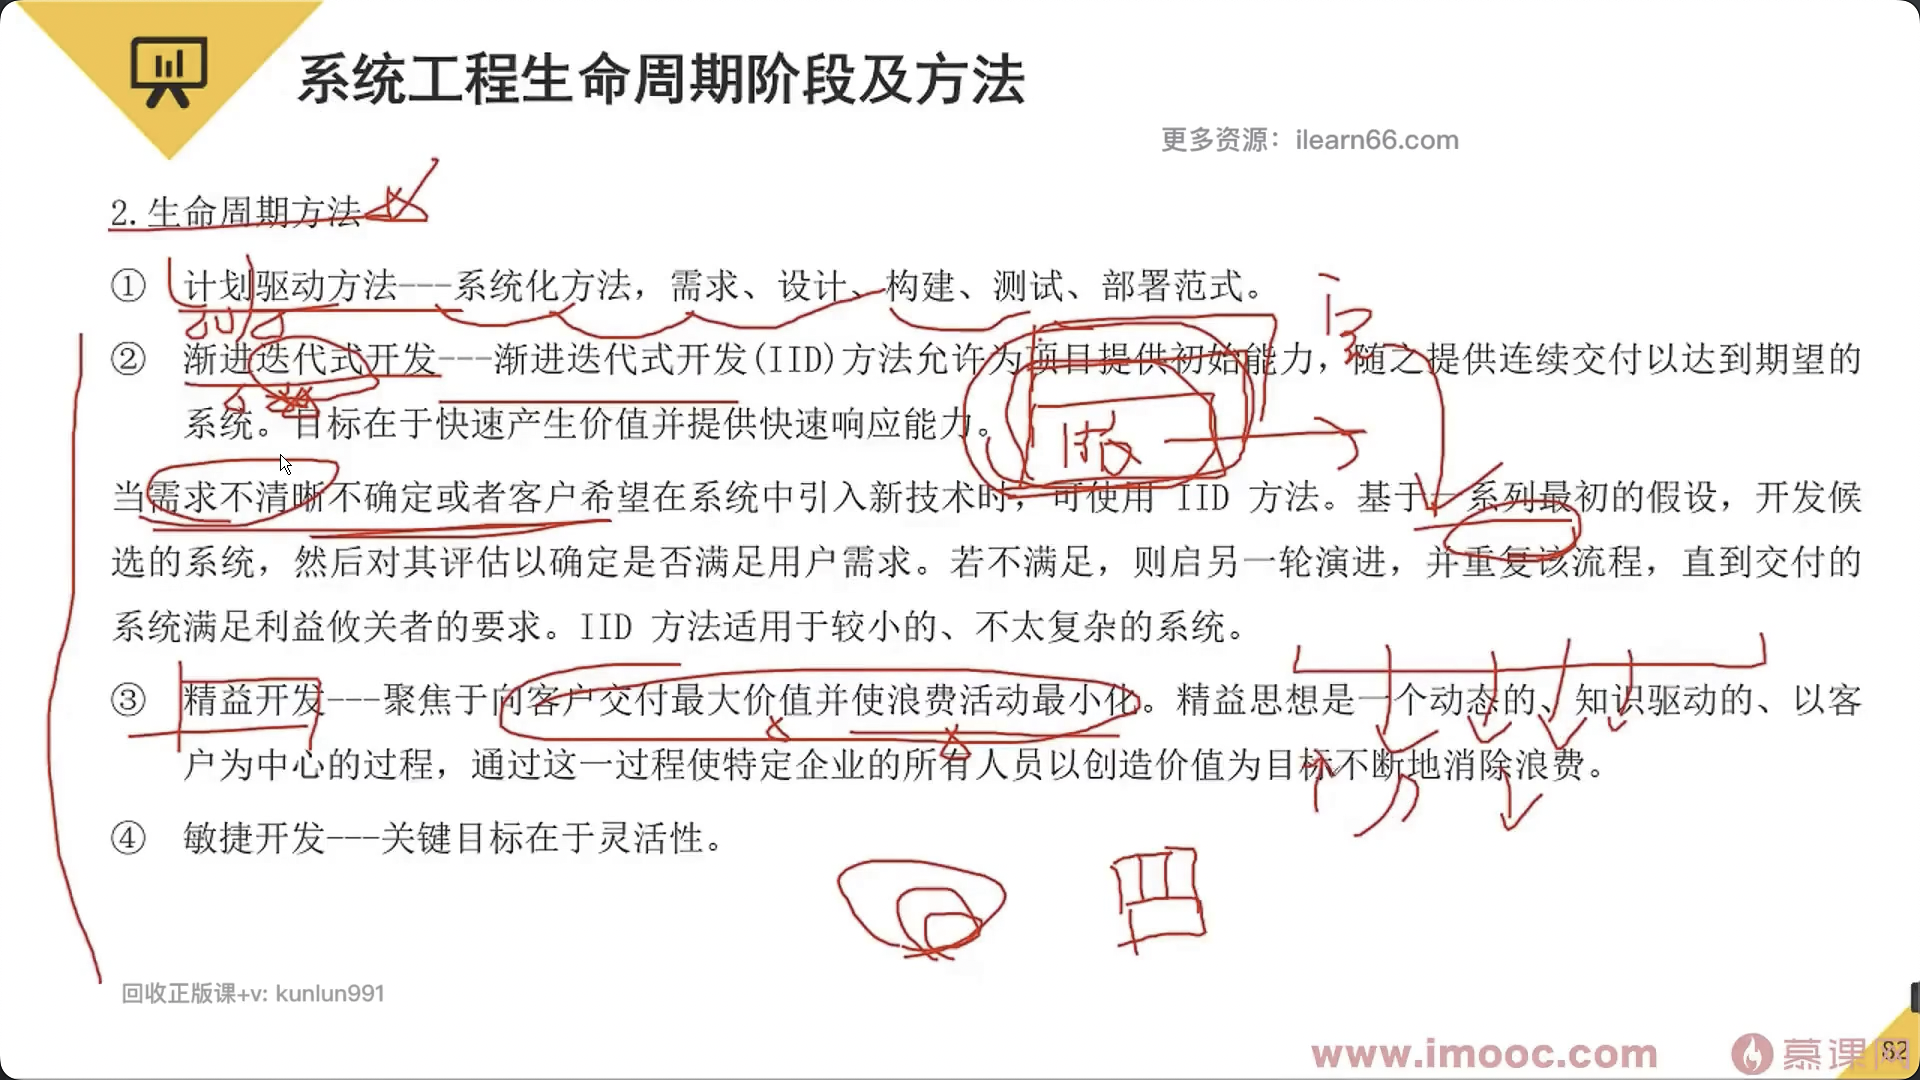 系统工程生命周期阶段及方法
更多资源：ilearn66.com
2.生命周期方法
① 计划驱动方法---系统化方法，需求、设计、构建、测试、部署范式。
② 渐进迭代式开发---渐进迭代式开发(IID)方法允许为项目提供初始能力，随之提供连续交付以达到期望的
系统。目标在于快速产生价值并提供快速响应能力。
当需求不清晰不确定或者客户希望在系统中引入新技术时，可使用 IID 方法。基于一系列最初的假设，开发候
选的系统，然后对其评估以确定是否满足用户需求。若不满足，则启另一轮演进，并重复该流程，直到交付的
系统满足利益攸关者的要求。IID 方法适用于较小的、不太复杂的系统。
③ 精益开发---聚焦于向客户交付最大价值并使浪费活动最小化。精益思想是一个动态的、知识驱动的、以客
户为中心的过程，通过这一过程使特定企业的所有人员以创造价值为目标不断地消除浪费。
④ 敏捷开发---关键目标在于灵活性。
回收正版课+v: kunlun991
www.imooc.com
慕课网
82